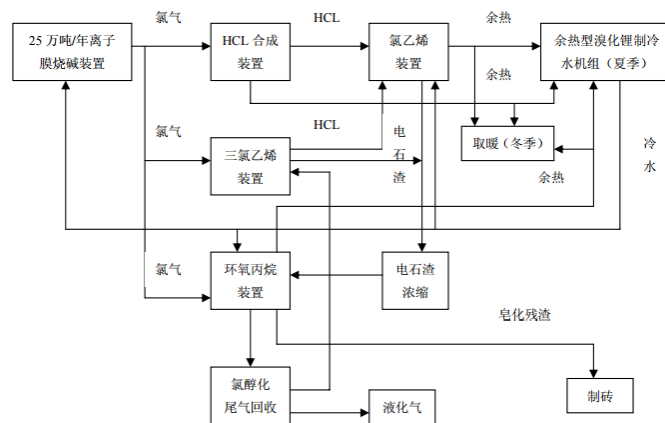 氯气
HCL
余热
25 万吨/年离子
膜烧碱装置
HCL 合成
装置
氯乙烯
装置
余热型溴化锂制冷
水机组（夏季）
余热
氯气
HCL
电
石
渣
三氯乙烯
装置
取暖（冬季）
冷
水
余热
氯气
环氧丙烷
装置
电石渣
浓缩
皂化残渣
氯醇化
尾气回收
液化气
制砖